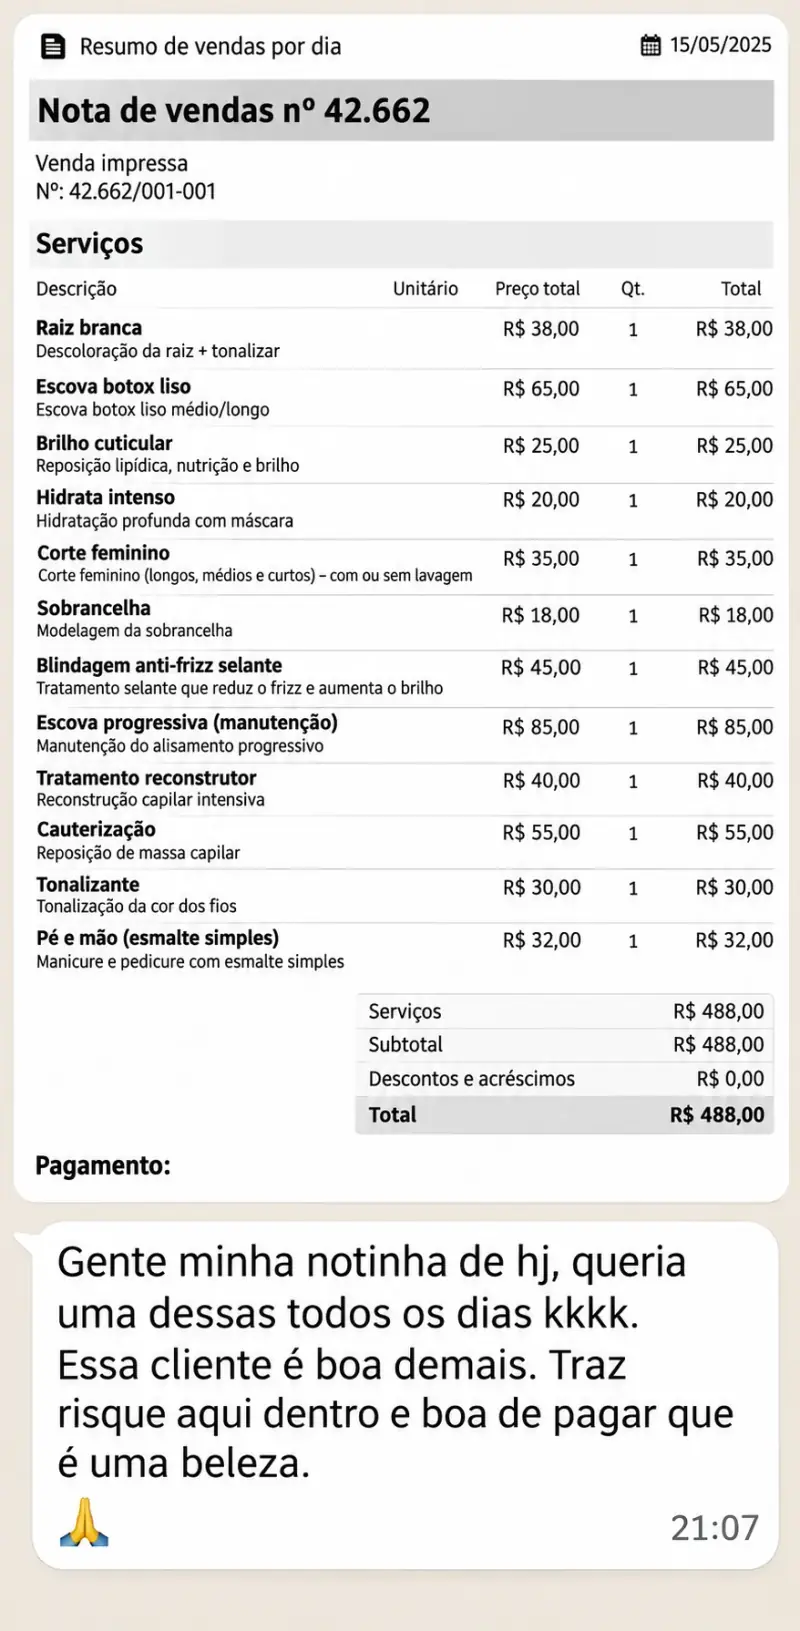 Resumo de vendas por dia 15/05/2025
Nota de vendas nº 42.662
Venda impressa
Nº: 42.662/001-001
Serviços
Descrição Unitário Preço total Qt. Total
Raiz branca R$ 38,00 1 R$ 38,00
Descoloração da raiz + tonalizar
Escova botox liso R$ 65,00 1 R$ 65,00
Escova botox liso médio/longo
Brilho cuticular R$ 25,00 1 R$ 25,00
Reposição lipídica, nutrição e brilho
Hidrata intenso R$ 20,00 1 R$ 20,00
Hidratação profunda com máscara
Corte feminino R$ 35,00 1 R$ 35,00
Corte feminino (longos, médios e curtos) – com ou sem lavagem
Sobrancelha R$ 18,00 1 R$ 18,00
Modelagem da sobrancelha
Blindagem anti-frizz selante R$ 45,00 1 R$ 45,00
Tratamento selante que reduz o frizz e aumenta o brilho
Escova progressiva (manutenção) R$ 85,00 1 R$ 85,00
Manutenção do alisamento progressivo
Tratamento reconstrutor R$ 40,00 1 R$ 40,00
Reconstrução capilar intensiva
Cauterização R$ 55,00 1 R$ 55,00
Reposição de massa capilar
Tonalizante R$ 30,00 1 R$ 30,00
Tonalização da cor dos fios
Pé e mão (esmalte simples) R$ 32,00 1 R$ 32,00
Manicure e pedicure com esmalte simples
Serviços R$ 488,00
Subtotal R$ 488,00
Descontos e acréscimos R$ 0,00
Total R$ 488,00
Pagamento:
Gente minha notinha de hj, queria
uma dessas todos os dias kkkk.
Essa cliente é boa demais. Traz
risque aqui dentro e boa de pagar que
é uma beleza.
🙏 21:07